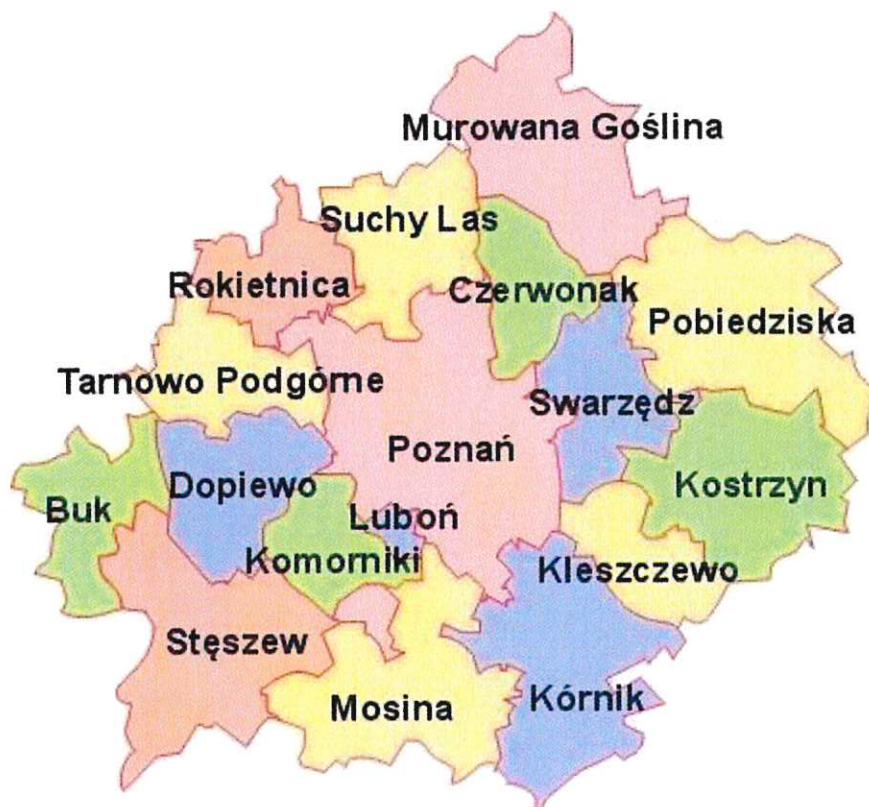 Murowana Goślina
Suchy Las
Rokietnica
Czerwonak
Pobiedziska
Tarnowo Podgórne
Swarzędz
Poznań
Buk
Dopiewo
Kostrzyn
Luboń
Komorniki
Kleszczewo
Stęszew
Mosina
Kórnik